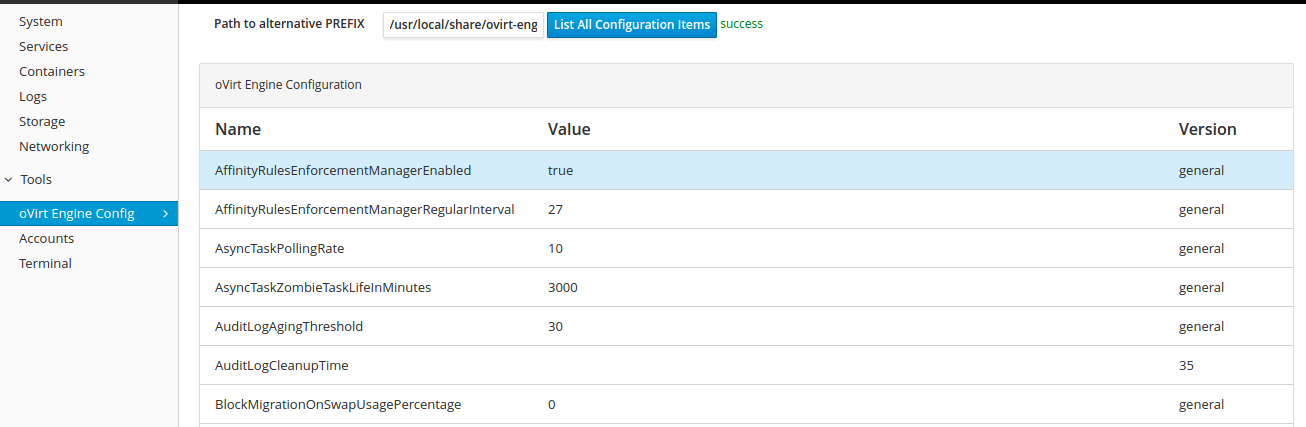 System
Services
Containers
Logs
Storage
Networking
Tools
oVirt Engine Config
Accounts
Terminal
Path to alternative PREFIX /usr/local/share/ovirt-eng List All Configuration Items success
oVirt Engine Configuration
Name Value Version
AffinityRulesEnforcementManagerEnabled true general
AffinityRulesEnforcementManagerRegularInterval 27 general
AsyncTaskPollingRate 10 general
AsyncTaskZombieTaskLifeInMinutes 3000 general
AuditLogAgingThreshold 30 general
AuditLogCleanupTime 35
BlockMigrationOnSwapUsagePercentage 0 general